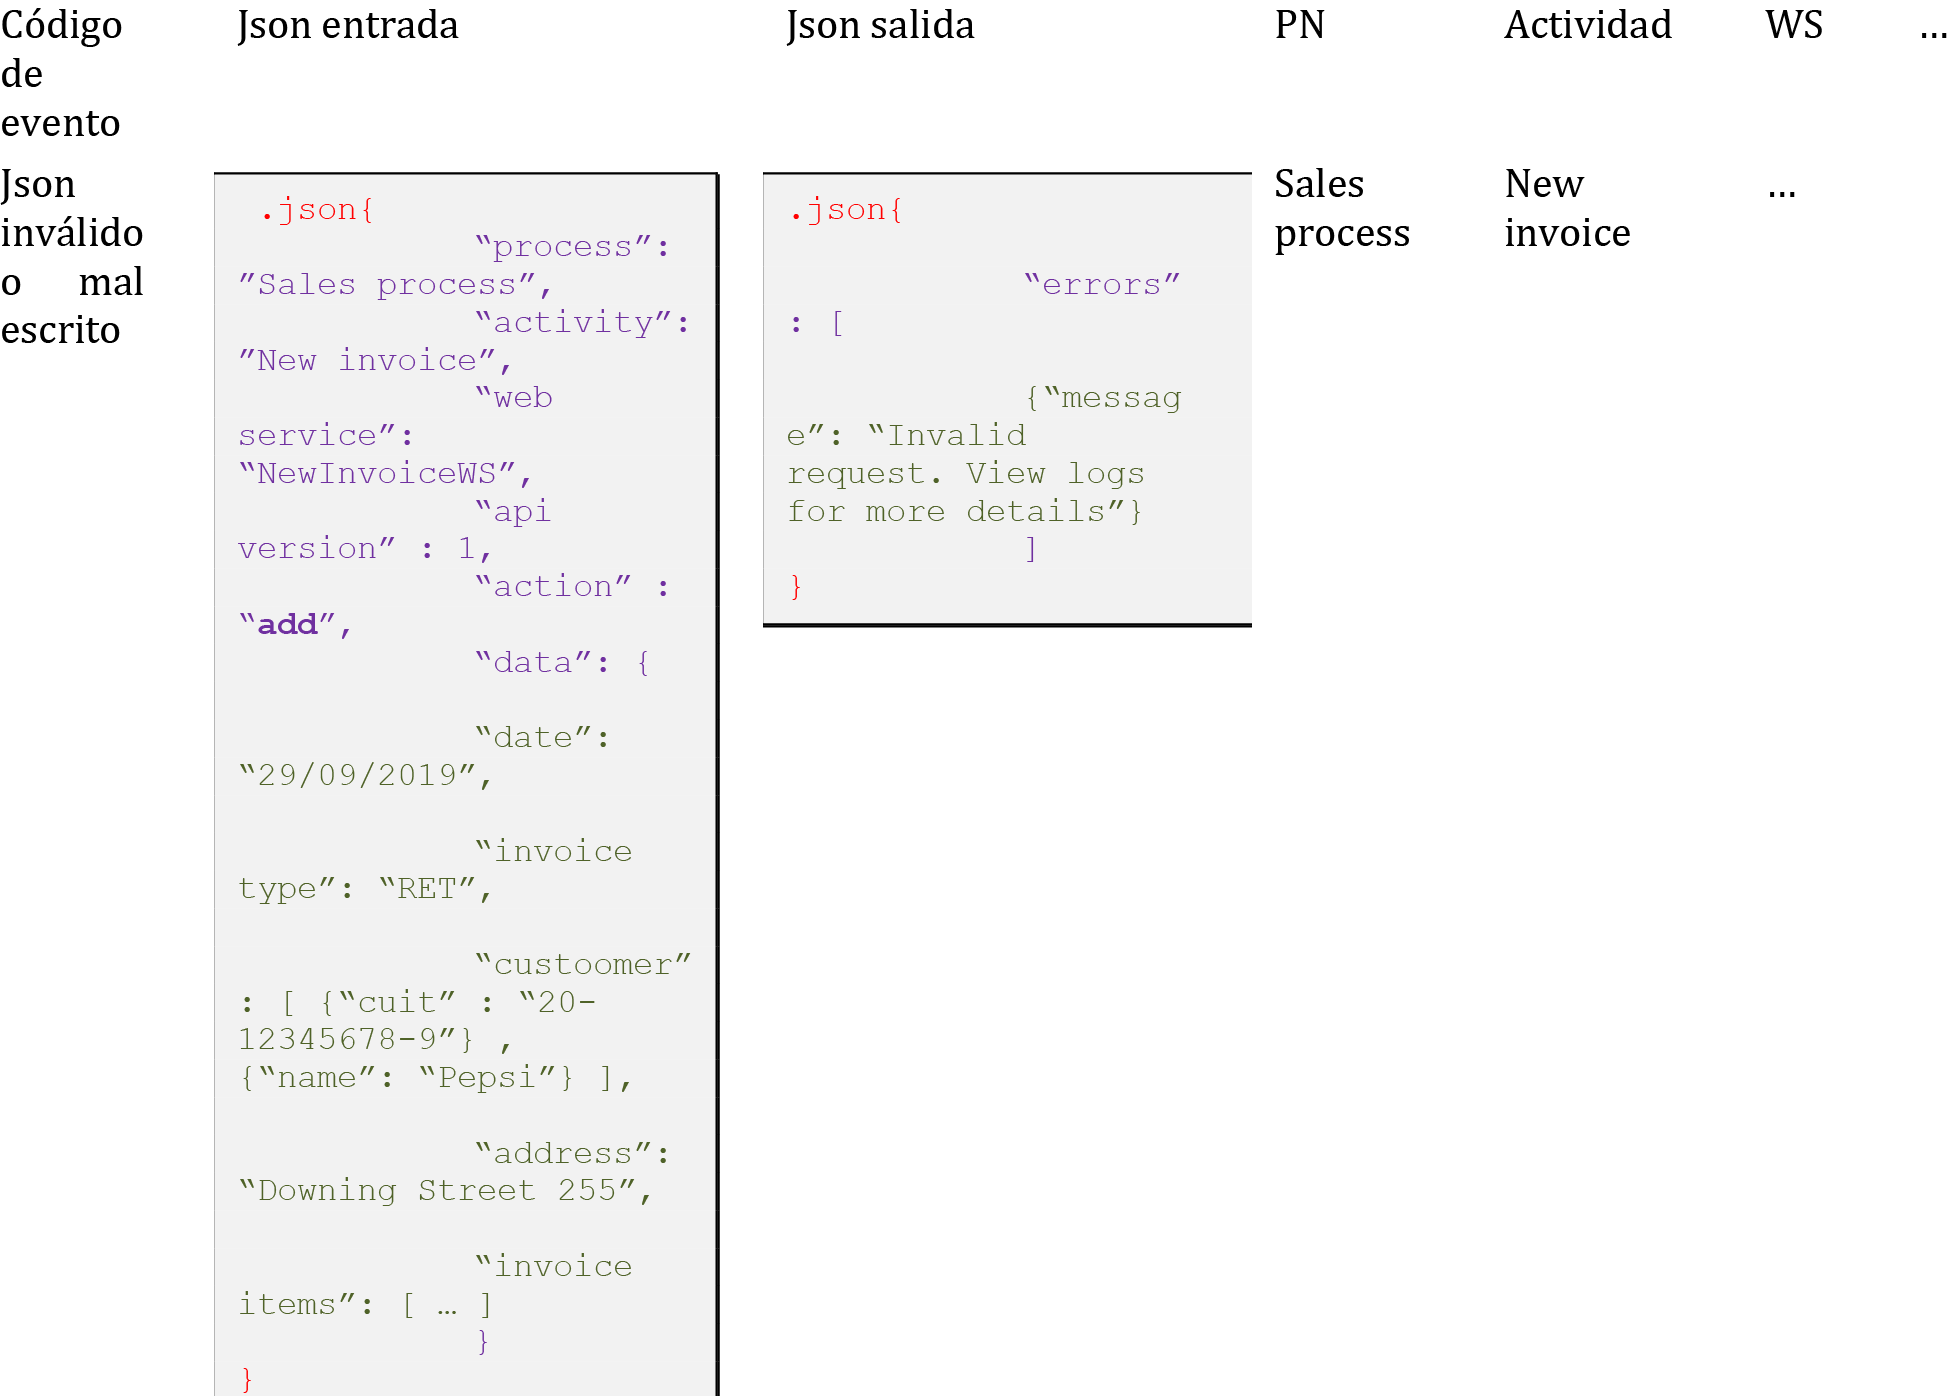 Código
de
evento
Json entrada
Json salida
PN
Actividad
WS
...
Json
inválido
o mal
escrito
.json{
“process”:
”Sales process”,
“activity”:
”New invoice”,
“web
service”:
“NewInvoiceWS”,
“api
version” : 1,
“action” :
“add”,
“data”: {
“date”:
“29/09/2019”,
“invoice
type”: “RET”,
“custoomer”
: [ {“cuit” : “20-
12345678-9”} ,
{“name”: “Pepsi”} ],
“address”:
“Downing Street 255”,
“invoice
items”: [ … ]
}
}
.json{
“errors”
: [
{“messag
e”: “Invalid
request. View logs
for more details”}
]
}
Sales
process
New
invoice
...